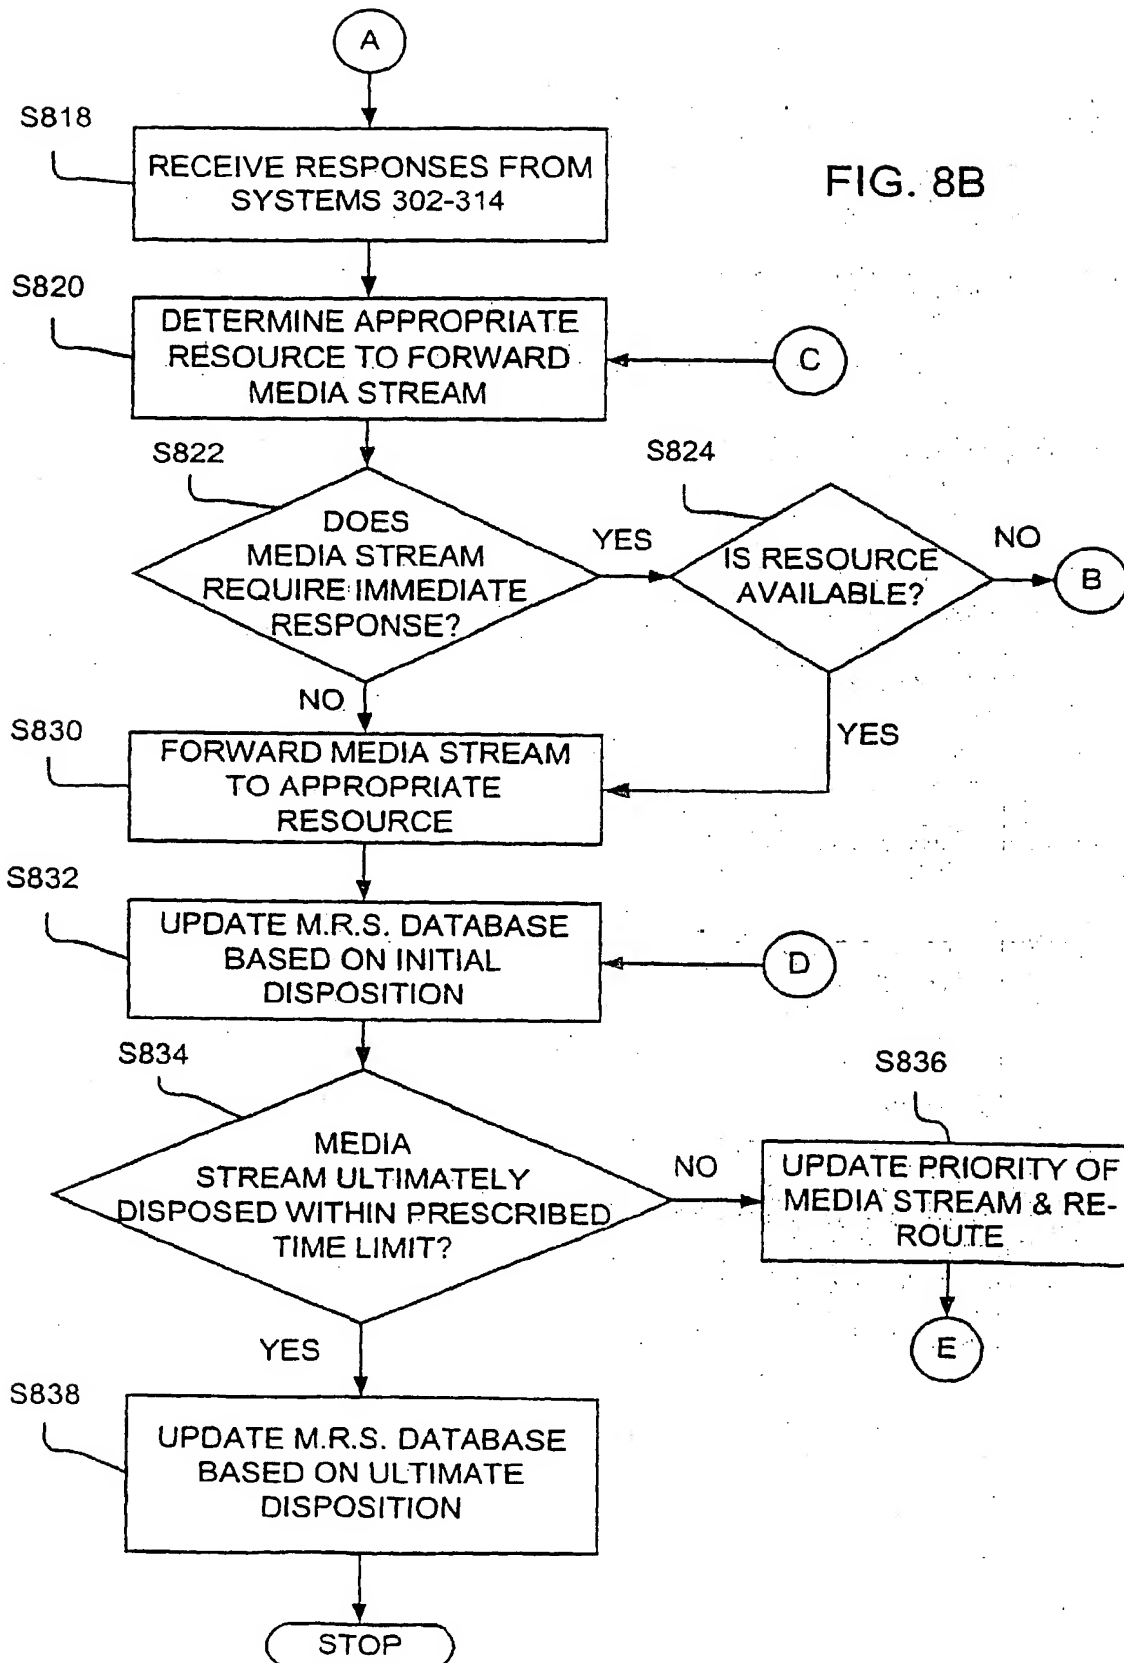 A
S818
RECEIVE RESPONSES FROM
SYSTEMS 302-314
FIG. 8B
S820
DETERMINE APPROPRIATE
RESOURCE TO FORWARD
MEDIA STREAM
C
S822
DOES
MEDIA STREAM
REQUIRE IMMEDIATE
RESPONSE?
YES
S824
IS RESOURCE
AVAILABLE?
NO
B
NO
YES
S830
FORWARD MEDIA STREAM
TO APPROPRIATE
RESOURCE
S832
UPDATE M.R.S. DATABASE
BASED ON INITIAL
DISPOSITION
D
S834
MEDIA
STREAM ULTIMATELY
DISPOSED WITHIN PRESCRIBED
TIME LIMIT?
NO
S836
UPDATE PRIORITY OF
MEDIA STREAM & RE-
ROUTE
E
YES
S838
UPDATE M.R.S. DATABASE
BASED ON ULTIMATE
DISPOSITION
STOP